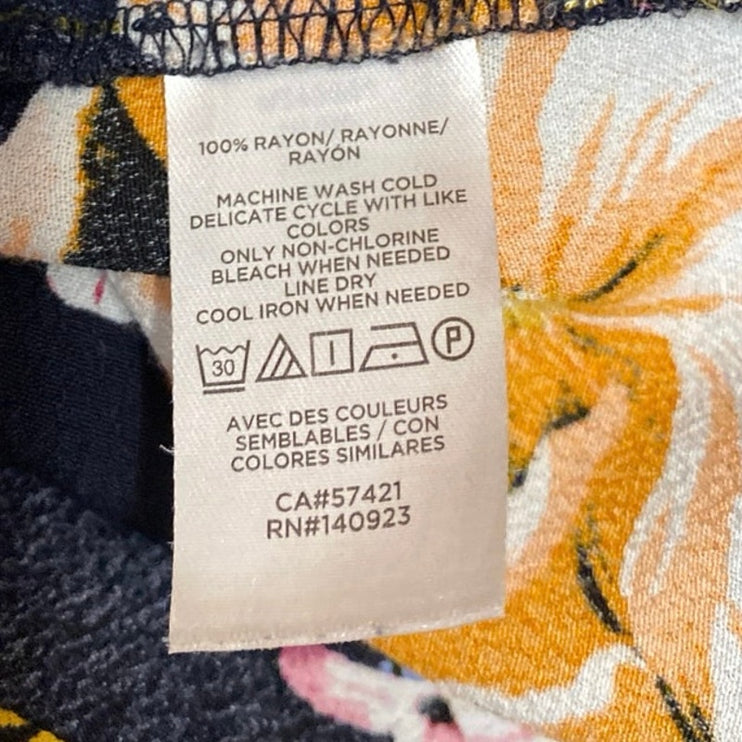 100% RAYON/ RAYONNE/
RAYÓN
MACHINE WASH COLD
DELICATE CYCLE WITH LIKE
COLORS
ONLY NON-CHLORINE
BLEACH WHEN NEEDED
LINE DRY
COOL IRON WHEN NEEDED
30 P
AVEC DES COULEURS
SEMBLABLES / CON
COLORES SIMILARES
CA#57421
RN#140923